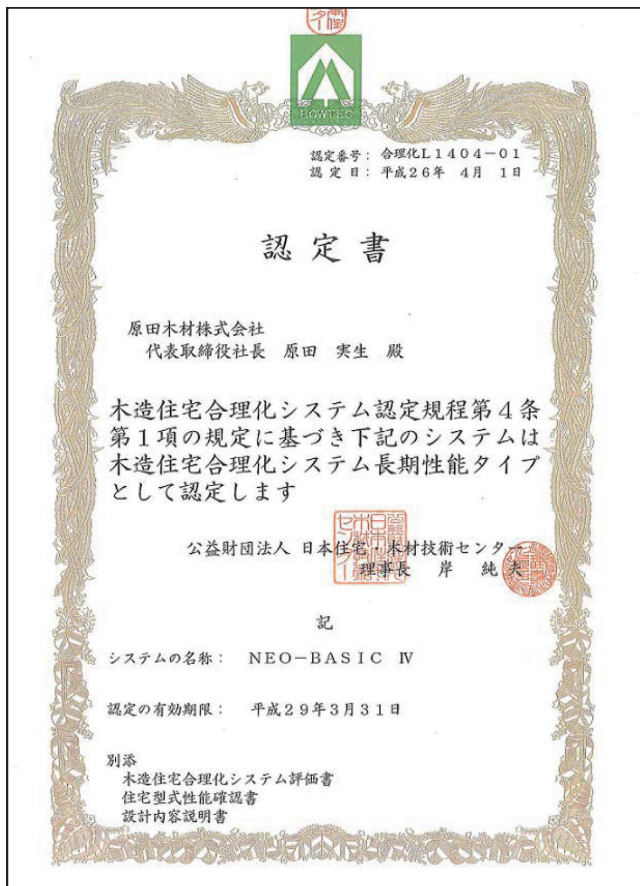 HOWTEC
認定番号： 合理化L1404-01
認 定 日： 平成26年 4月 1日
認 定 書
原田木材株式会社
代表取締役社長 原田 実生 殿
木造住宅合理化システム認定規程第4条
第1項の規定に基づき下記のシステムは
木造住宅合理化システム長期性能タイプ
として認定します
公益財団法人 日本住宅・木材技術センター
理事長 岸 純夫
記
システムの名称： NEO-BASIC Ⅳ
認定の有効期限： 平成29年3月31日
別添
木造住宅合理化システム評価書
住宅型式性能確認書
設計内容説明書